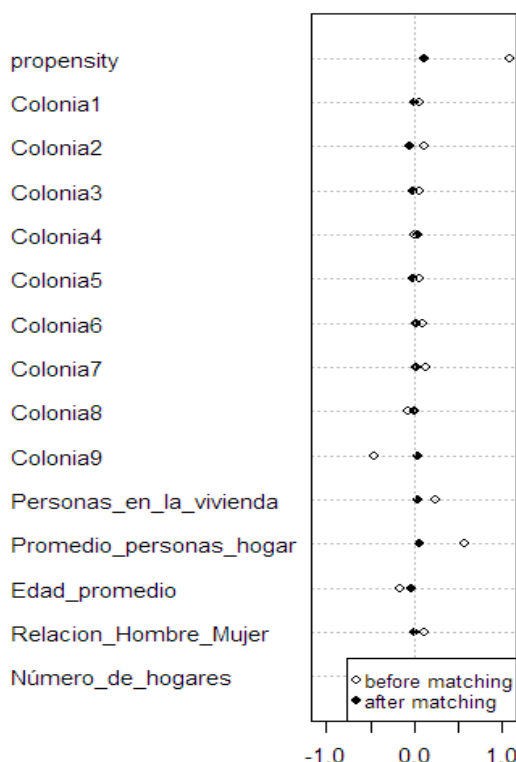 propensity
Colonia1
Colonia2
Colonia3
Colonia4
Colonia5
Colonia6
Colonia7
Colonia8
Colonia9
Personas_en_la_vivienda
Promedio_personas_hogar
Edad_promedio
Relacion_Hombre_Mujer
Número_de_hogares
before matching
after matching
-1.0 0.0 1.0